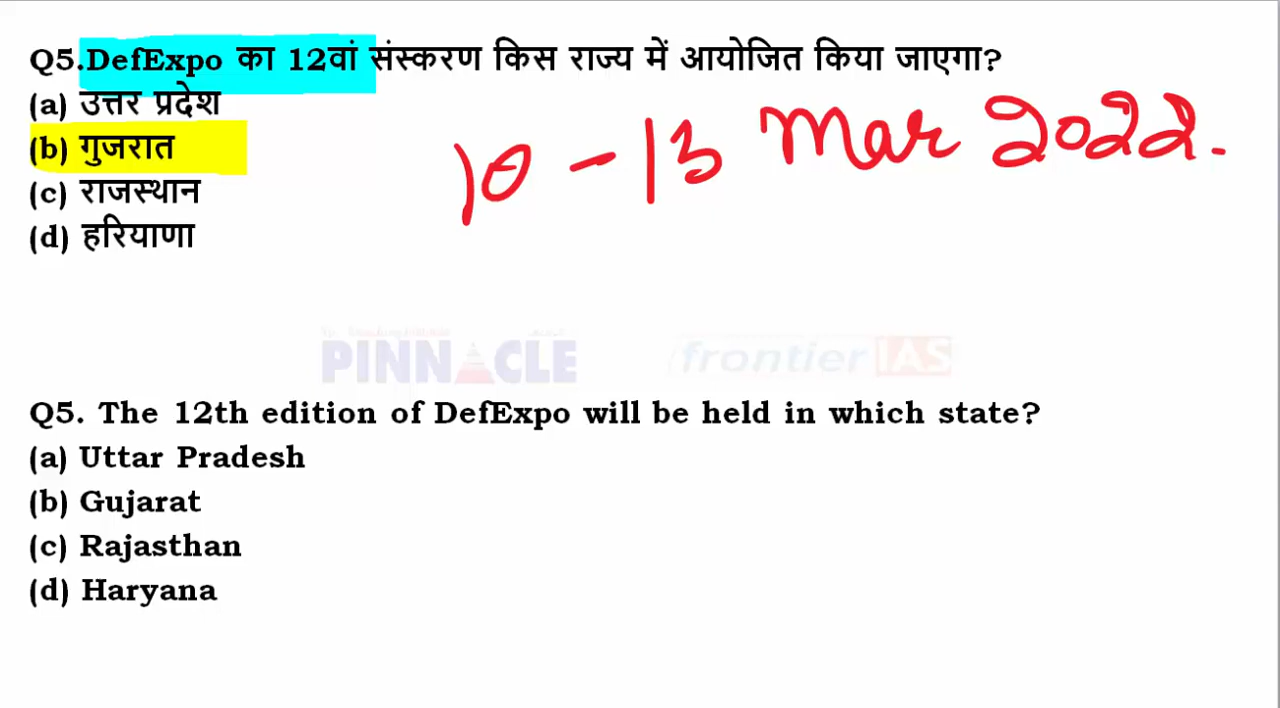 Q5.DefExpo का 12वां संस्करण किस राज्य में आयोजित किया जाएगा?
(a) उत्तर प्रदेश
(b) गुजरात
(c) राजस्थान
(d) हरियाणा
10 - 13 Mar 2022.
PINNACLE
frontier IAS
Q5. The 12th edition of DefExpo will be held in which state?
(a) Uttar Pradesh
(b) Gujarat
(c) Rajasthan
(d) Haryana